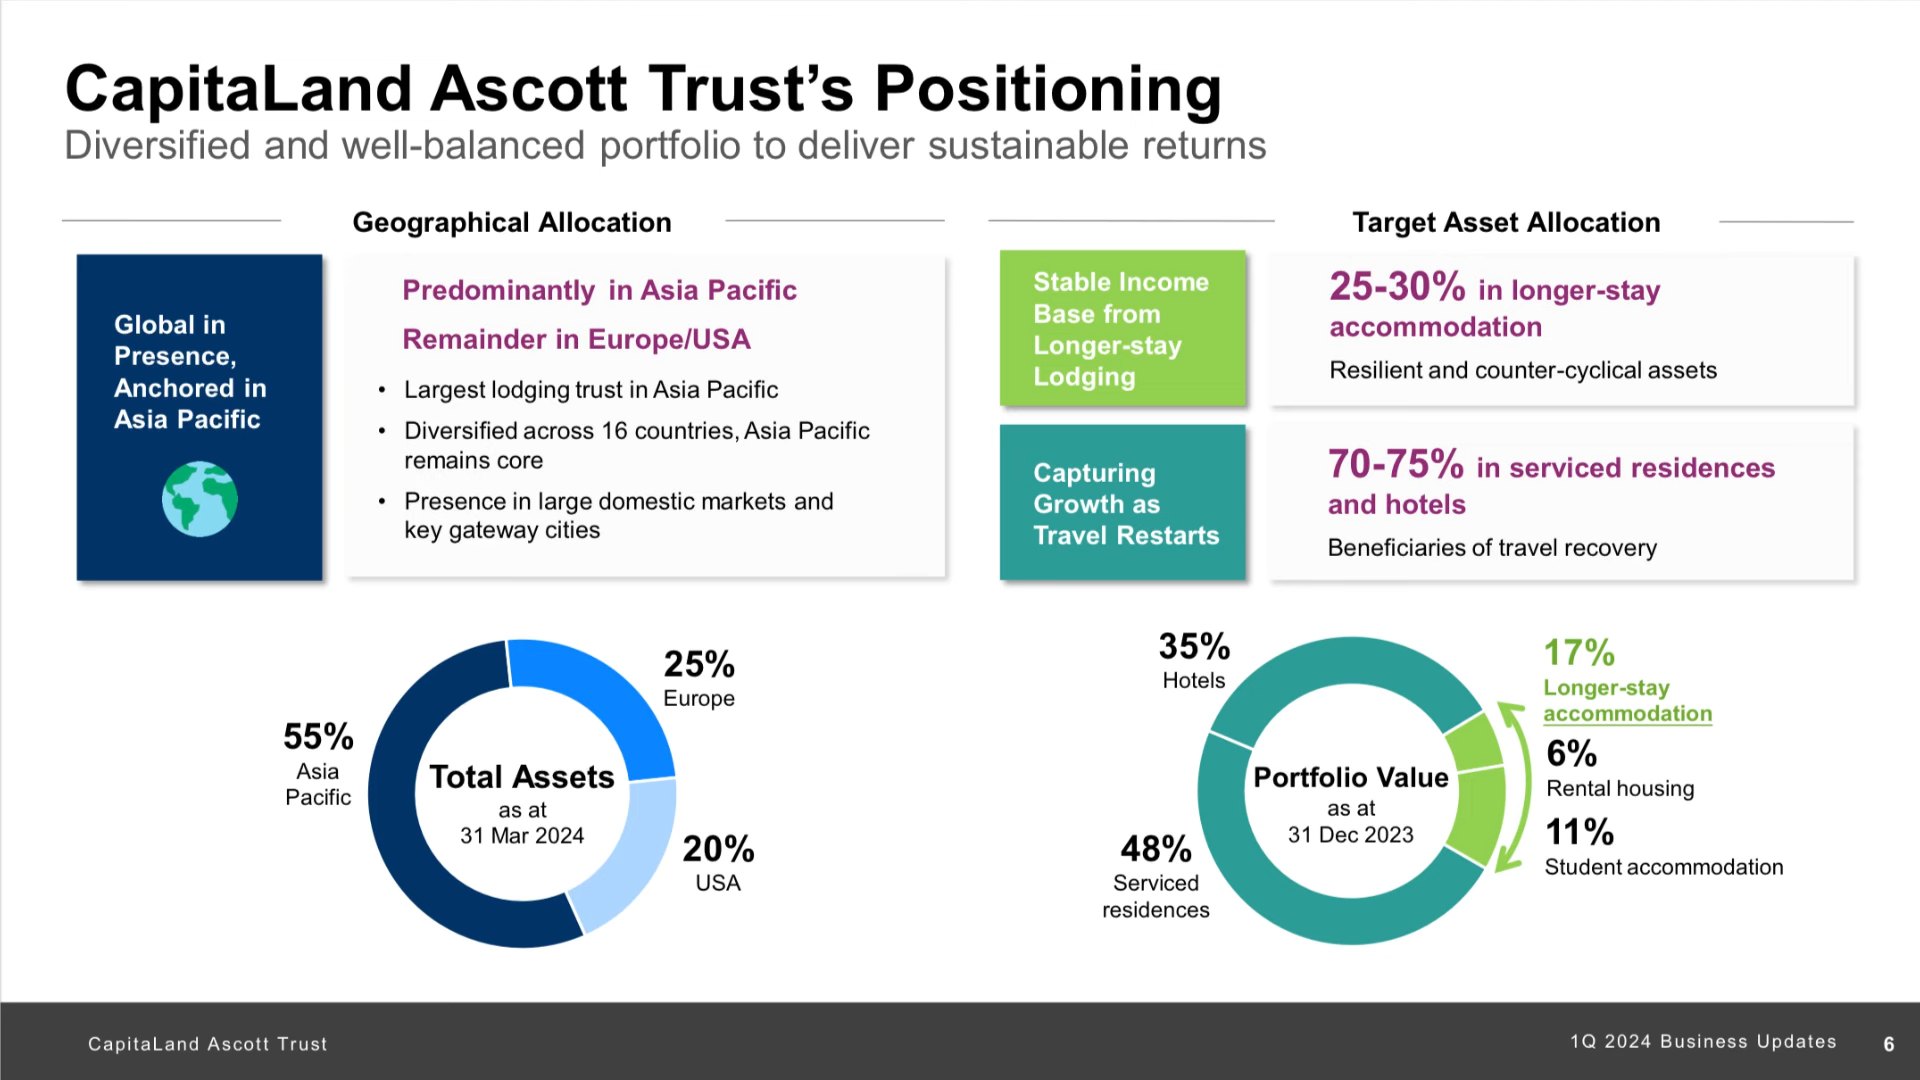 CapitaLand Ascott Trust’s Positioning
Diversified and well-balanced portfolio to deliver sustainable returns
Geographical Allocation
Global in
Presence,
Anchored in
Asia Pacific
Predominantly in Asia Pacific
Remainder in Europe/USA
• Largest lodging trust in Asia Pacific
• Diversified across 16 countries, Asia Pacific
remains core
• Presence in large domestic markets and
key gateway cities
Target Asset Allocation
Stable Income
Base from
Longer-stay
Lodging
25-30% in longer-stay
accommodation
Resilient and counter-cyclical assets
Capturing
Growth as
Travel Restarts
70-75% in serviced residences
and hotels
Beneficiaries of travel recovery
55%
Asia
Pacific
25%
Europe
Total Assets
as at
31 Mar 2024
20%
USA
35%
Hotels
48%
Serviced
residences
Portfolio Value
as at
31 Dec 2023
17%
Longer-stay
accommodation
6%
Rental housing
11%
Student accommodation
CapitaLand Ascott Trust
1Q 2024 Business Updates 6